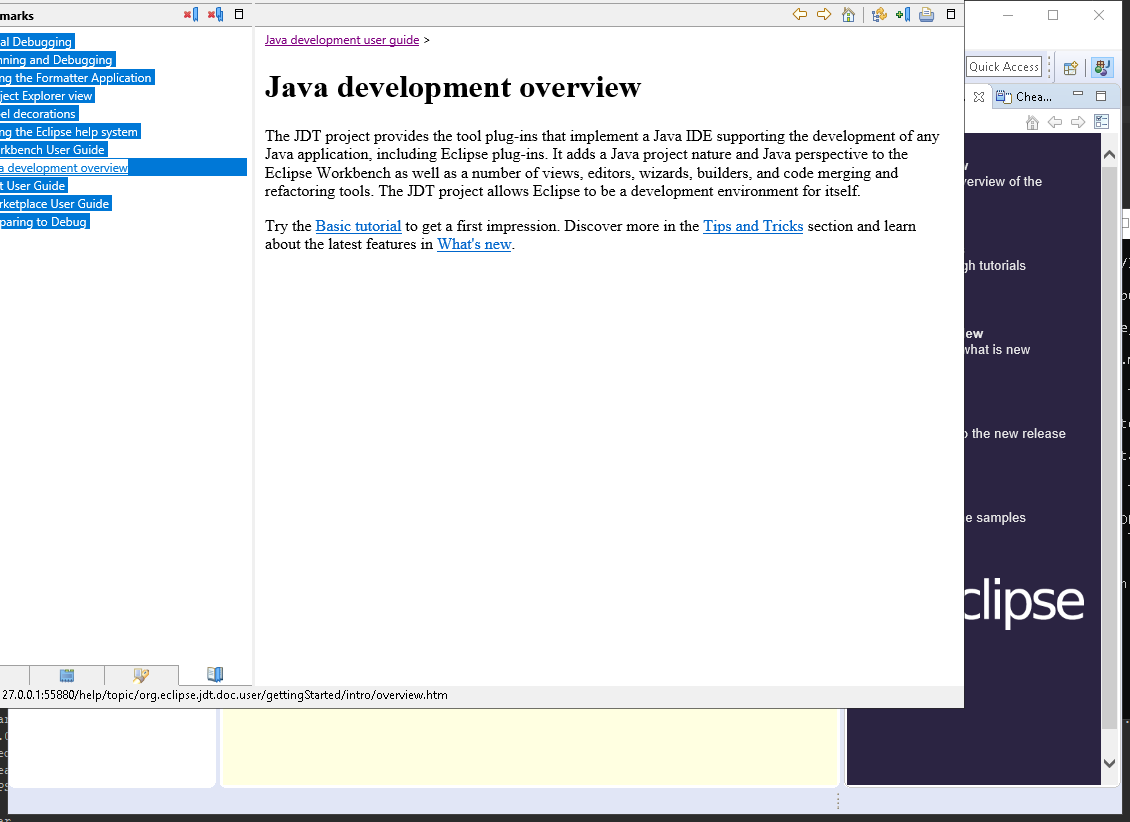 marks
al Debugging
nning and Debugging
ng the Formatter Application
ject Explorer view
el decorations
ng the Eclipse help system
rkbench User Guide
a development overview
t User Guide
rketplace User Guide
paring to Debug
Java development user guide >
Java development overview
The JDT project provides the tool plug-ins that implement a Java IDE supporting the development of any
Java application, including Eclipse plug-ins. It adds a Java project nature and Java perspective to the
Eclipse Workbench as well as a number of views, editors, wizards, builders, and code merging and
refactoring tools. The JDT project allows Eclipse to be a development environment for itself.
Try the Basic tutorial to get a first impression. Discover more in the Tips and Tricks section and learn
about the latest features in What's new.
27.0.0.1:55880/help/topic/org.eclipse.jdt.doc.user/gettingStarted/intro/overview.htm
Quick Access
Chea...
verview of the
gh tutorials
ew
what is new
o the new release
e samples
clipse